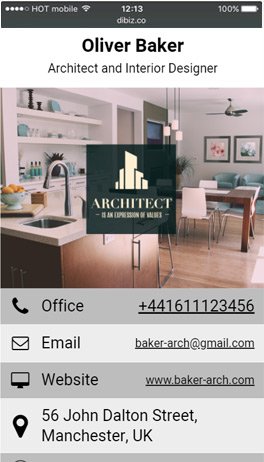 HOT mobile 12:13 100%
dibiz.co
Oliver Baker
Architect and Interior Designer
ARCHITECT
IS AN EXPRESSION OF VALUES
Office +441611123456
Email baker-arch@gmail.com
Website www.baker-arch.com
56 John Dalton Street,
Manchester, UK